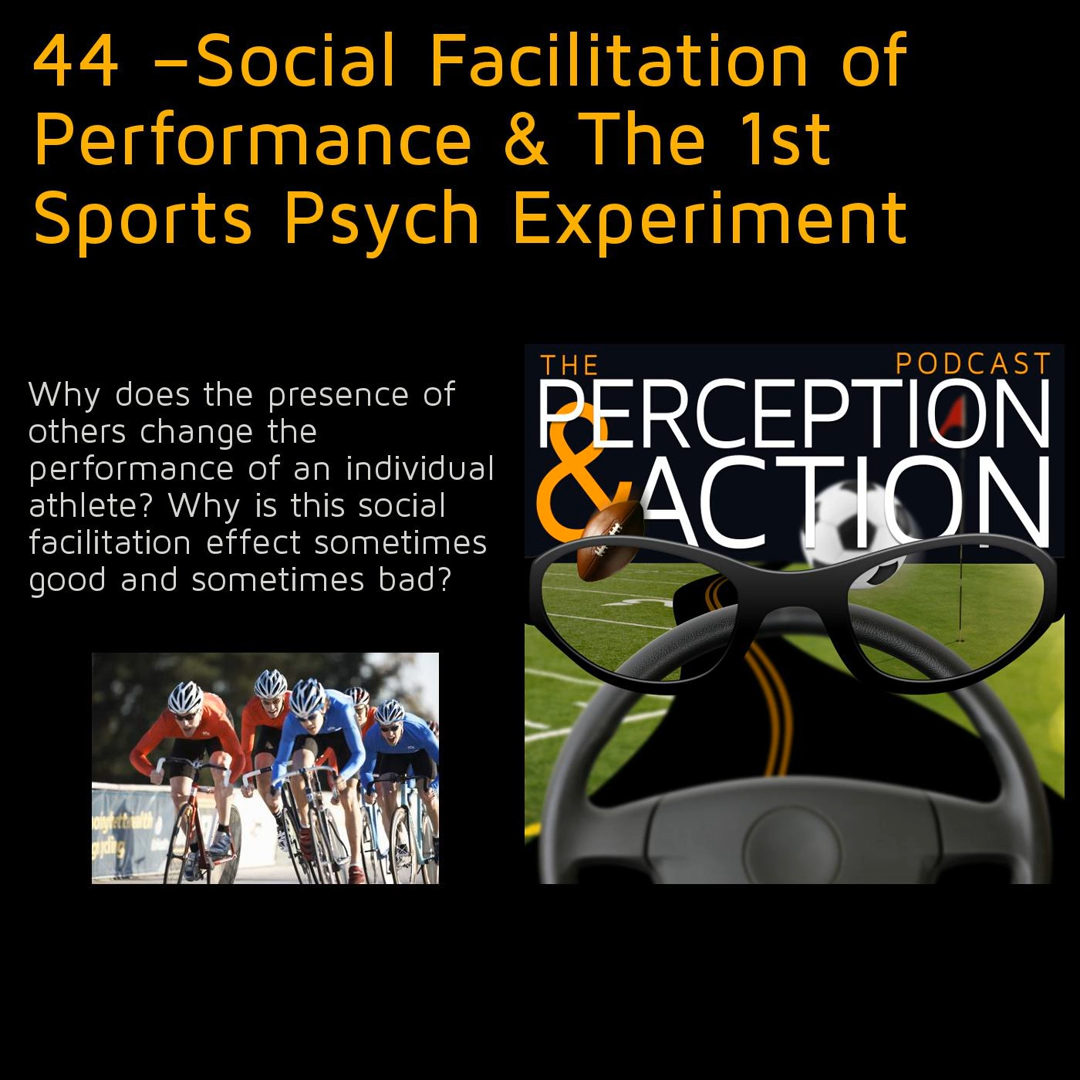 44 –Social Facilitation of
Performance & The 1st
Sports Psych Experiment
Why does the presence of
others change the
performance of an individual
athlete? Why is this social
facilitation effect sometimes
good and sometimes bad?
THE PODCAST
PERCEPTION
& ACTION